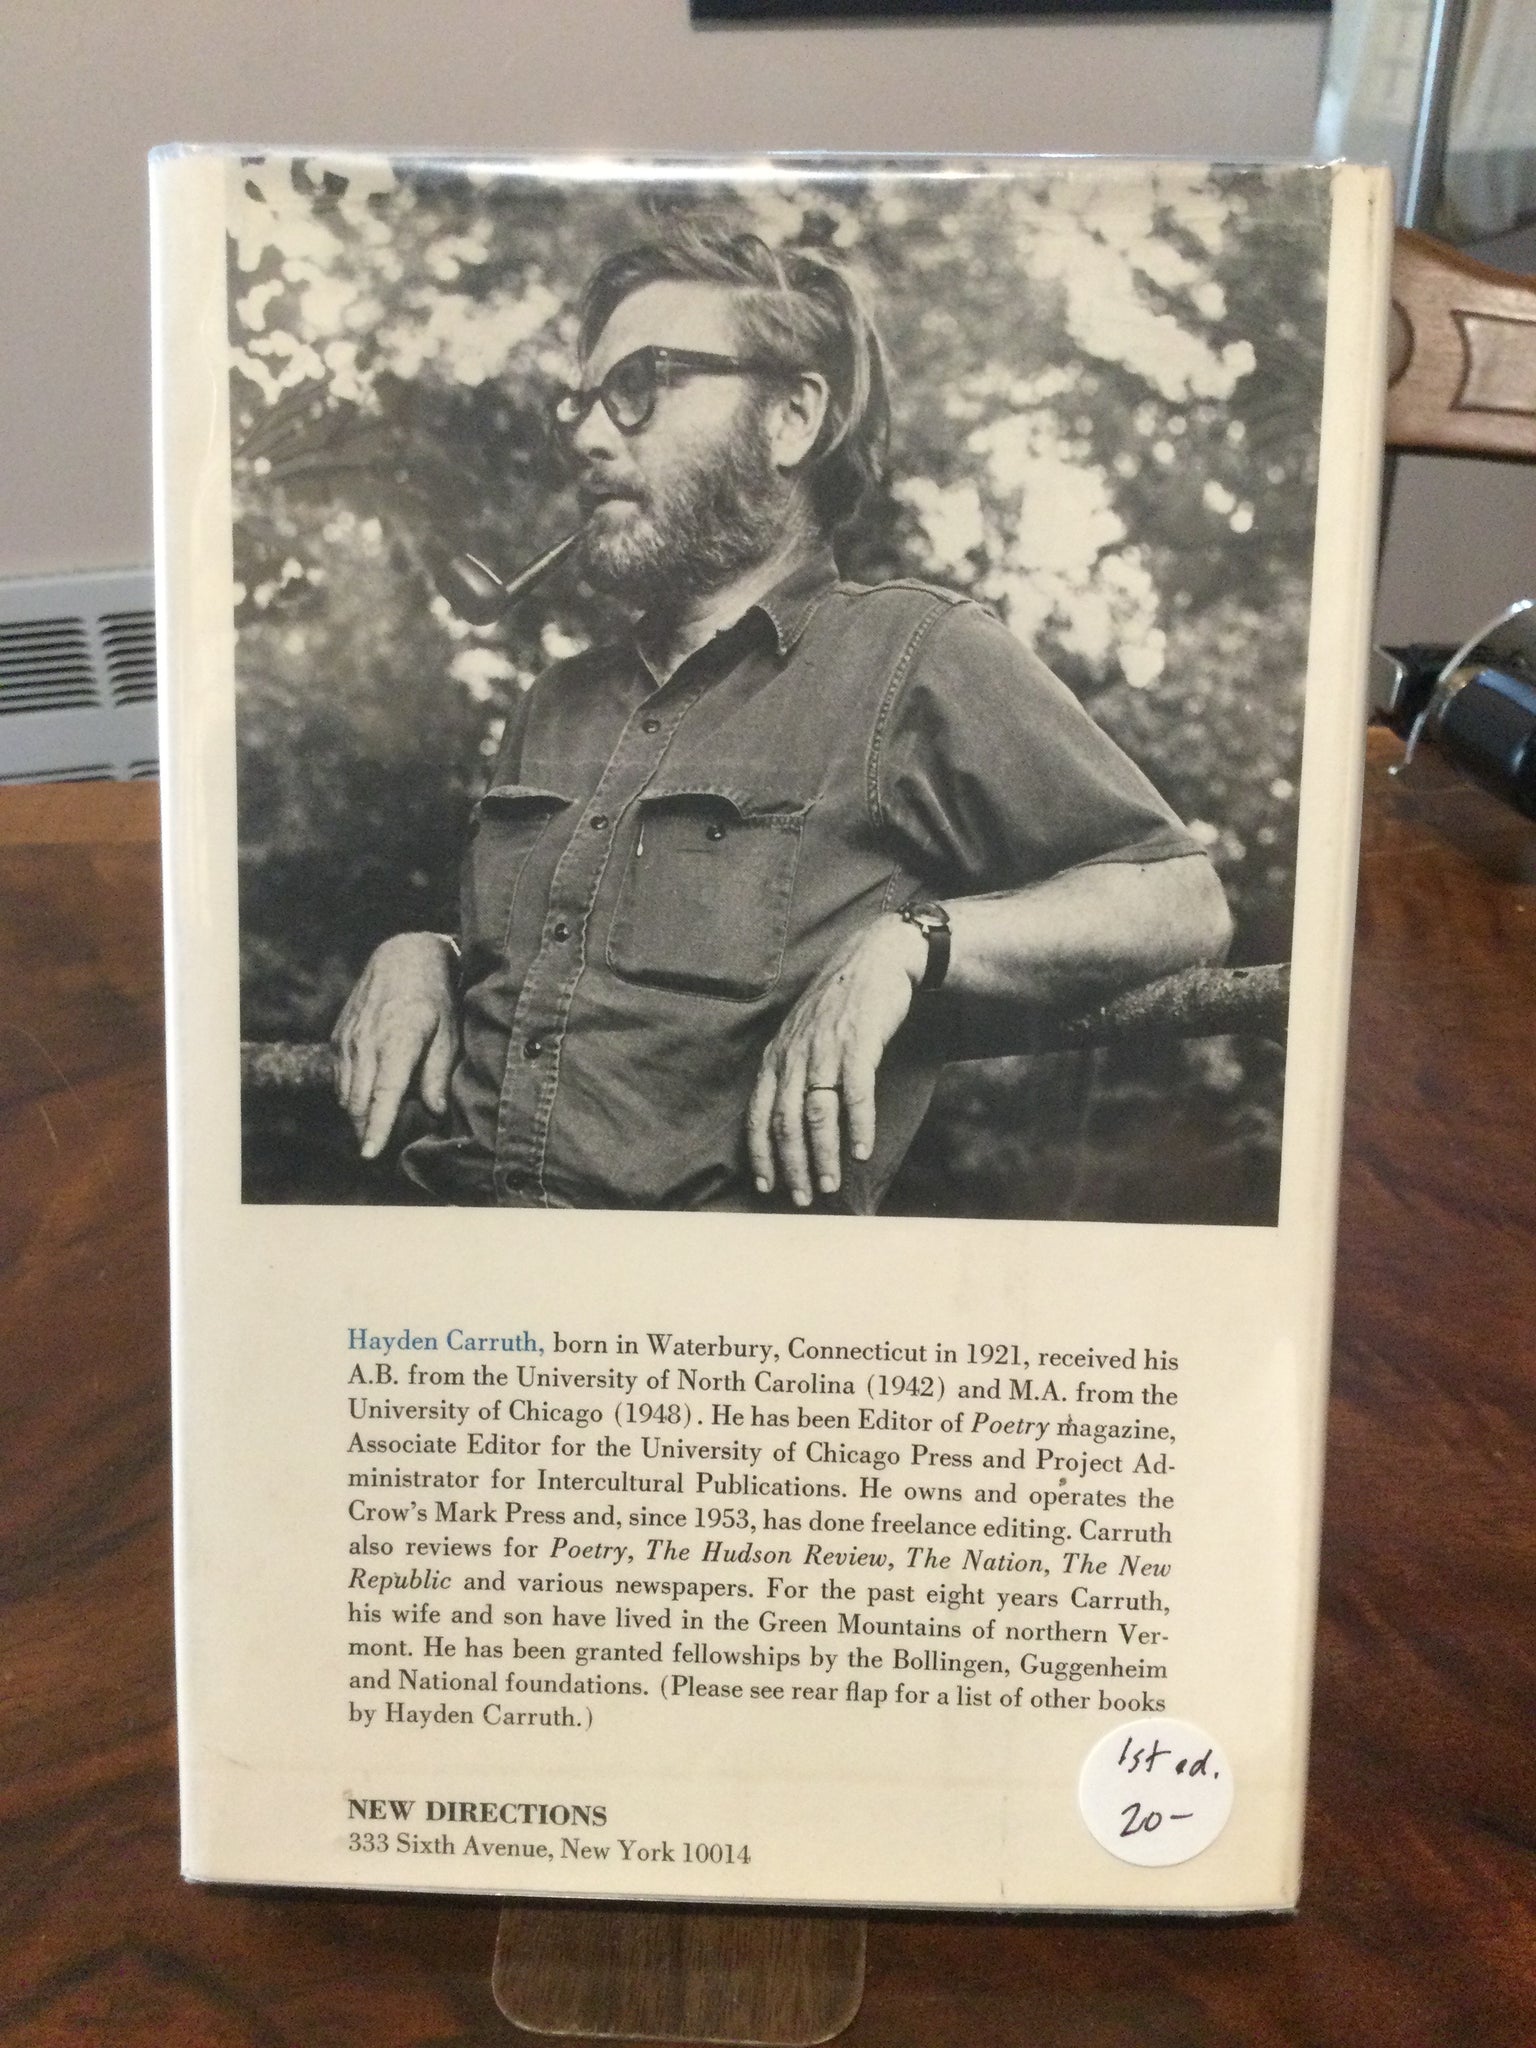 Hayden Carruth, born in Waterbury, Connecticut in 1921, received his
A.B. from the University of North Carolina (1942) and M.A. from the
University of Chicago (1948). He has been Editor of Poetry magazine,
Associate Editor for the University of Chicago Press and Project Ad-
ministrator for Intercultural Publications. He owns and operates the
Crow's Mark Press and, since 1953, has done freelance editing. Carruth
also reviews for Poetry, The Hudson Review, The Nation, The New
Republic and various newspapers. For the past eight years Carruth,
his wife and son have lived in the Green Mountains of northern Ver-
mont. He has been granted fellowships by the Bollingen, Guggenheim
and National foundations. (Please see rear flap for a list of other books
by Hayden Carruth.)
1st ed.
20-
NEW DIRECTIONS
333 Sixth Avenue, New York 10014